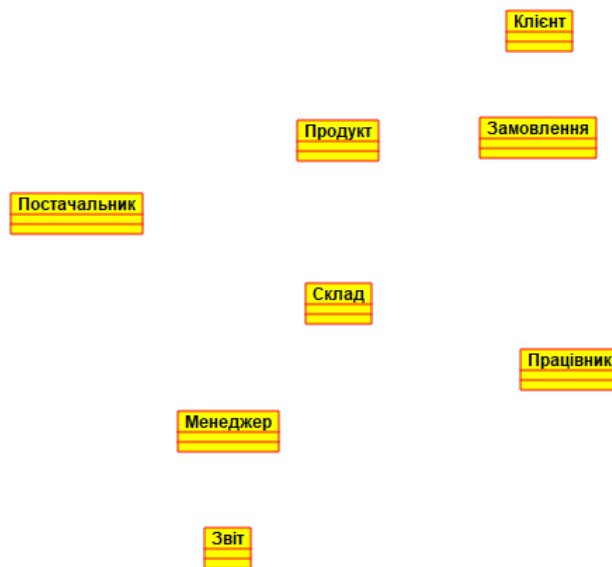 Клієнт
Продукт
Замовлення
Постачальник
Склад
Працівник
Менеджер
Звіт